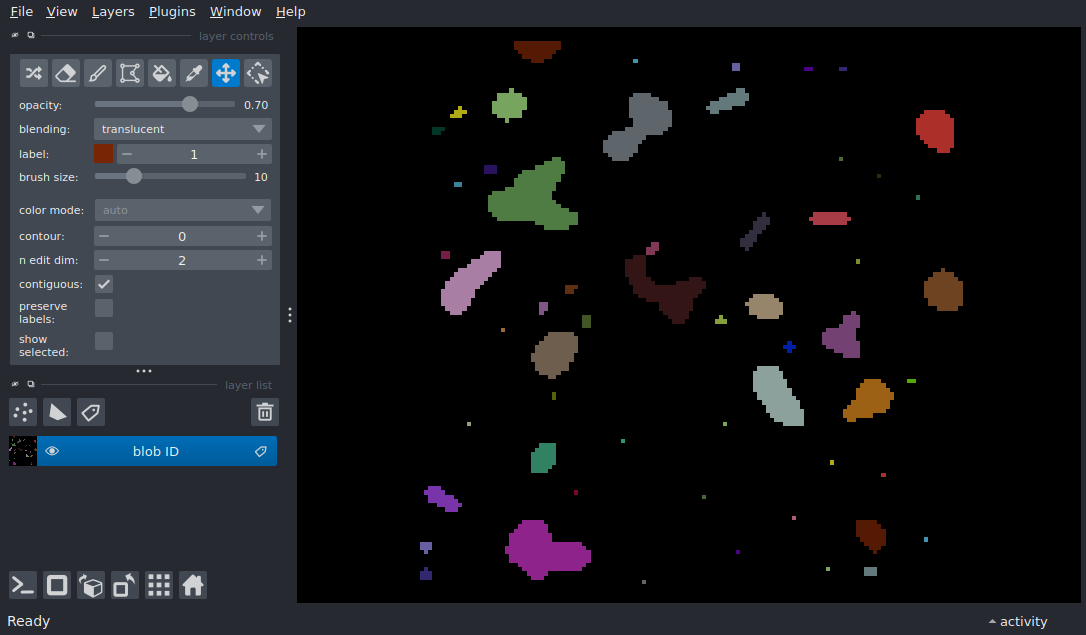 File View Layers Plugins Window Help
layer controls
opacity: 0.70
blending: translucent
label: 1
brush size: 10
color mode: auto
contour: 0
n edit dim: 2
contiguous:
preserve
labels:
show
selected:
layer list
blob ID
Ready
activity